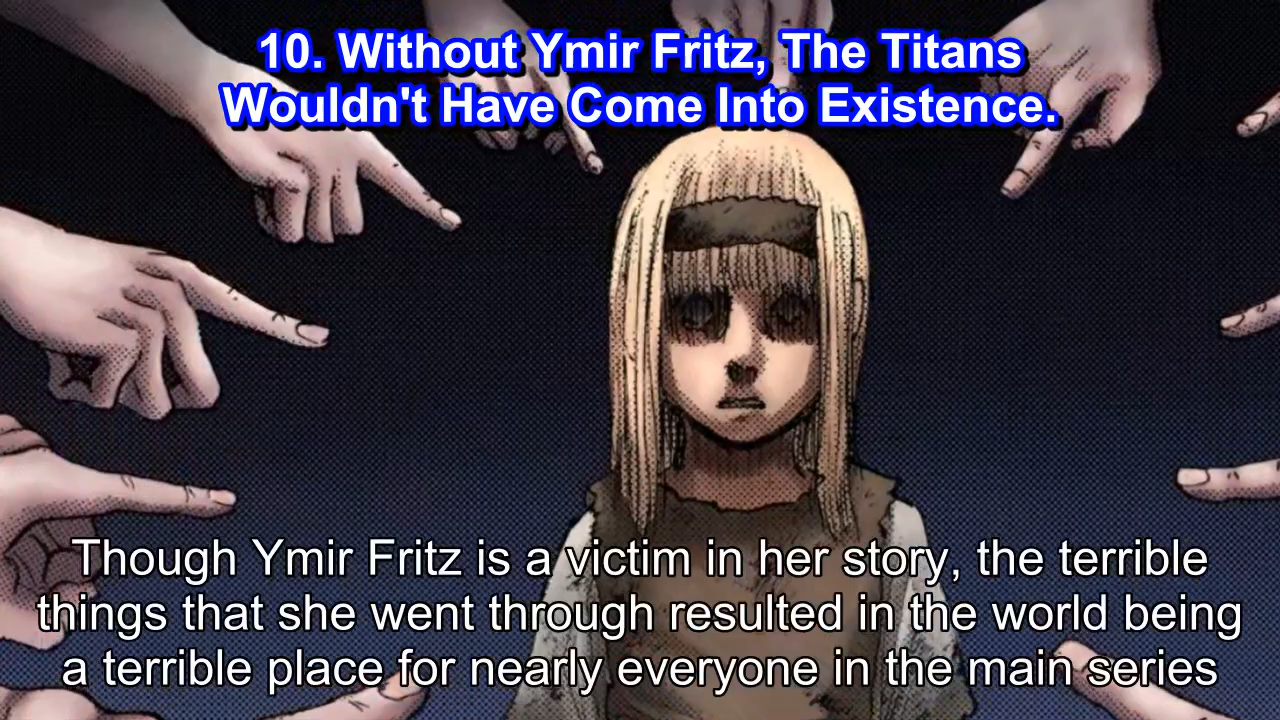 10. Without Ymir Fritz, The Titans
Wouldn't Have Come Into Existence.
Though Ymir Fritz is a victim in her story, the terrible
things that she went through resulted in the world being
a terrible place for nearly everyone in the main series